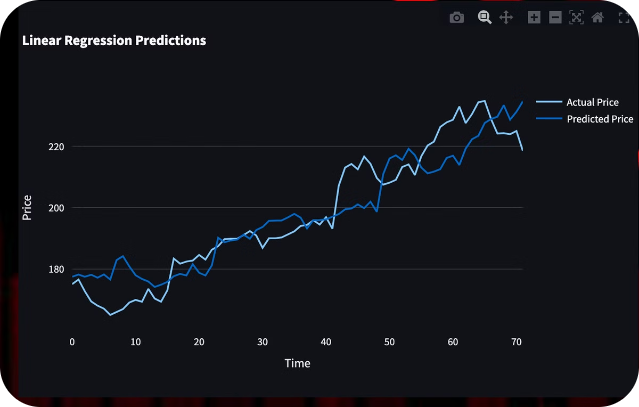 Linear Regression Predictions
Actual Price
Predicted Price
220
200
180
Price
0 10 20 30 40 50 60 70
Time